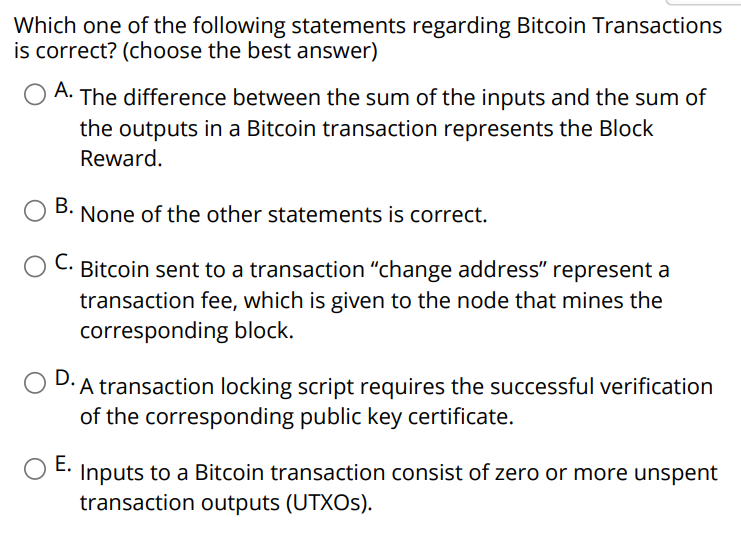 Which one of the following statements regarding Bitcoin Transactions
is correct? (choose the best answer)
A. The difference between the sum of the inputs and the sum of
the outputs in a Bitcoin transaction represents the Block
Reward.
B. None of the other statements is correct.
C. Bitcoin sent to a transaction “change address” represent a
transaction fee, which is given to the node that mines the
corresponding block.
D. A transaction locking script requires the successful verification
of the corresponding public key certificate.
E. Inputs to a Bitcoin transaction consist of zero or more unspent
transaction outputs (UTXOs).